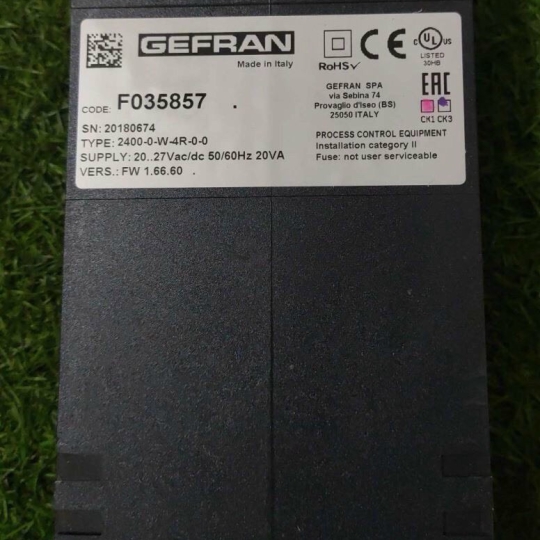 GEFRAN
Made in Italy
CODE: F035857 .
SN: 20180674
TYPE: 2400-0-W-4R-0-0
SUPPLY: 20..27Vac/dc 50/60Hz 20VA
VERS.: FW 1.66.60 .
RoHS✓
CE
C UL US
LISTED
30HB
GEFRAN SPA
via Sebina 74
Provaglio d'Iseo (BS)
25050 ITALY
EAC
CK1 CK3
PROCESS CONTROL EQUIPMENT
Installation category II
Fuse: not user serviceable